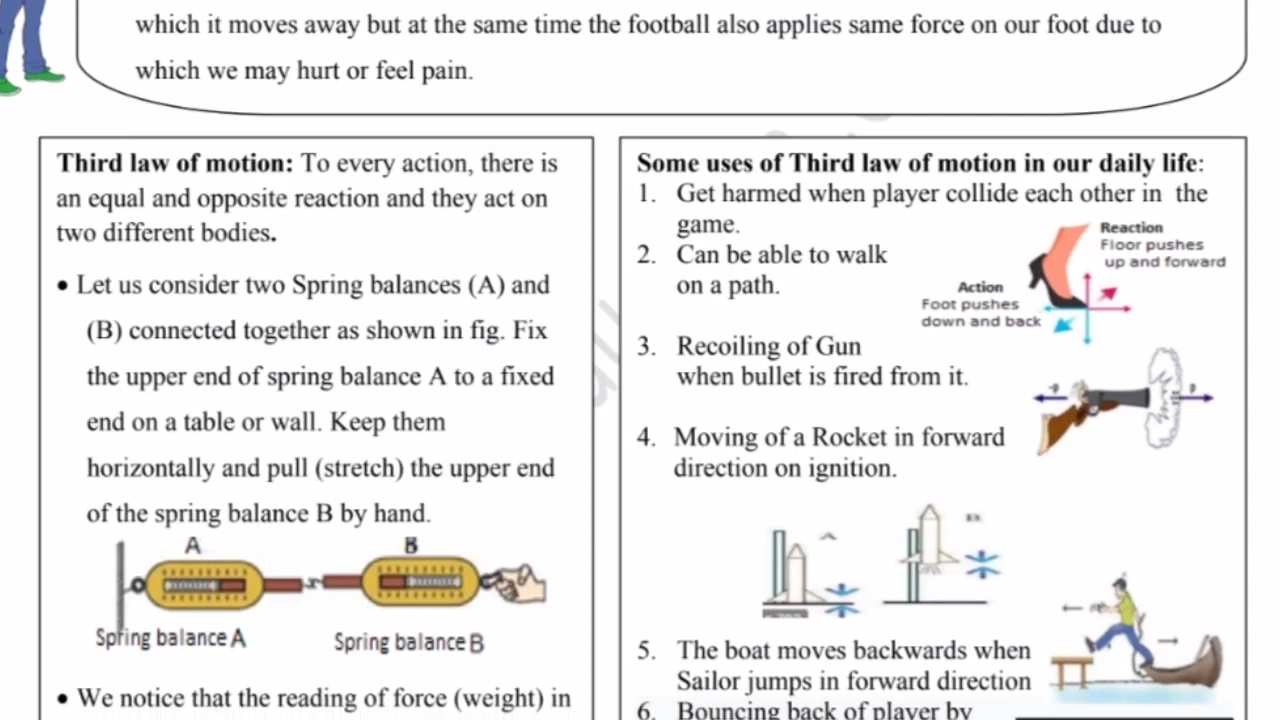 which it moves away but at the same time the football also applies same force on our foot due to
which we may hurt or feel pain.
Third law of motion: To every action, there is
an equal and opposite reaction and they act on
two different bodies.
• Let us consider two Spring balances (A) and
(B) connected together as shown in fig. Fix
the upper end of spring balance A to a fixed
end on a table or wall. Keep them
horizontally and pull (stretch) the upper end
of the spring balance B by hand.
A
B
Spring balance A
Spring balance B
• We notice that the reading of force (weight) in
Some uses of Third law of motion in our daily life:
1. Get harmed when player collide each other in the
game.
2. Can be able to walk
on a path.
Reaction
Floor pushes
up and forward
Action
Foot pushes
down and back
3. Recoiling of Gun
when bullet is fired from it.
4. Moving of a Rocket in forward
direction on ignition.
5. The boat moves backwards when
Sailor jumps in forward direction
6. Bouncing back of player by